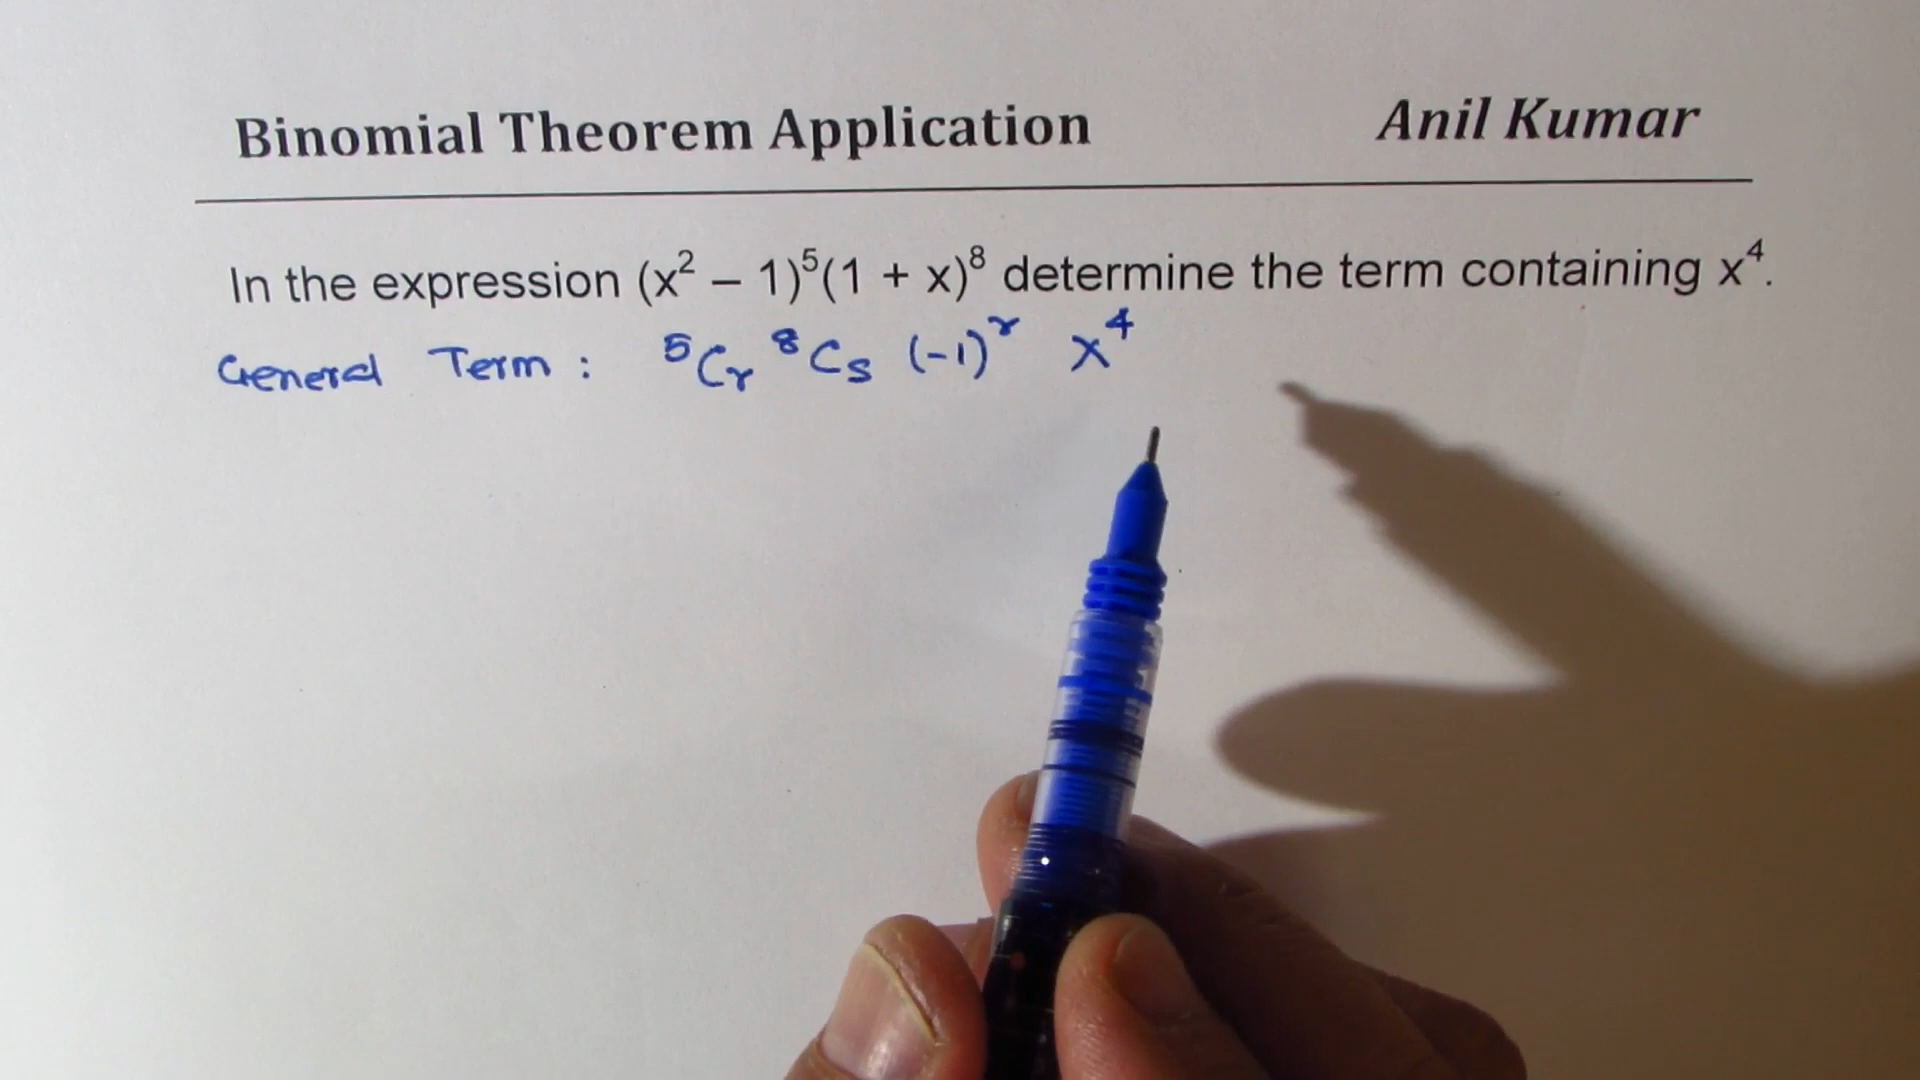 Binomial Theorem Application Anil Kumar
In the expression (x² – 1)⁵(1 + x)⁸ determine the term containing x⁴.
General Term : ⁵Cᵣ ⁸Cₛ (-1)ʳ x⁴